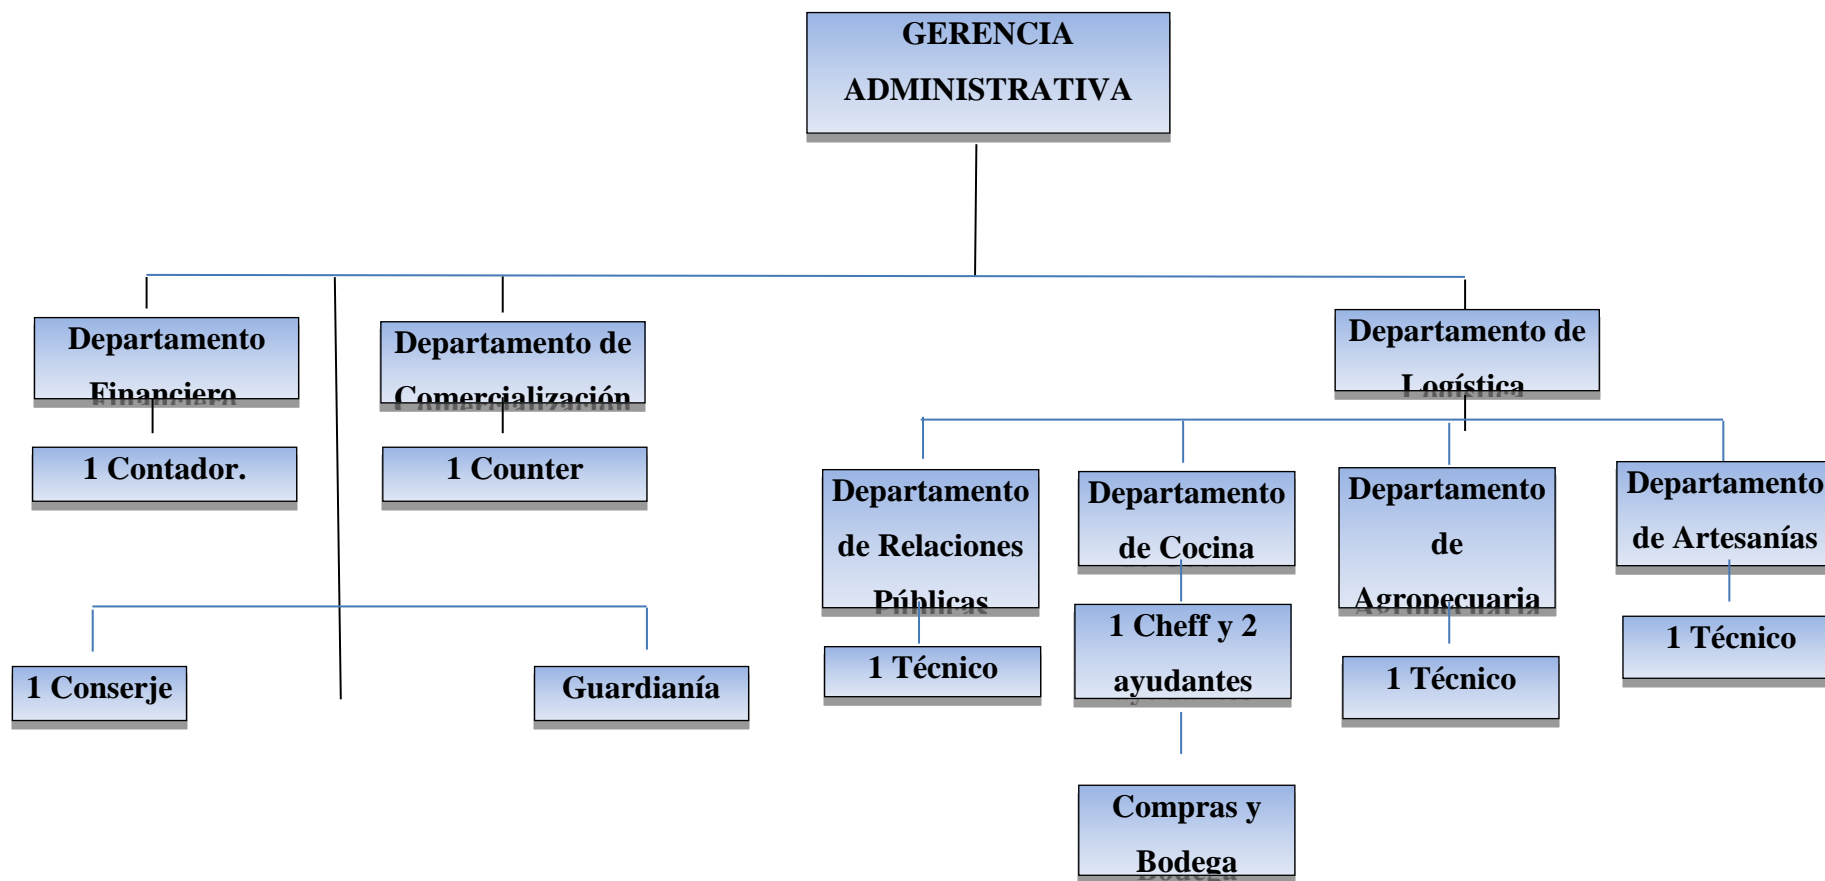 GERENCIA
ADMINISTRATIVA
Departamento
Financiero
Departamento de
Comercialización
Departamento de
Logística
1 Contador.
1 Counter
Departamento
de Relaciones
Públicas
Departamento
de Cocina
Departamento
de
Agropecuaria
Departamento
de Artesanías
1 Conserje
Guardianía
1 Técnico
1 Cheff y 2
ayudantes
1 Técnico
1 Técnico
Compras y
Bodega